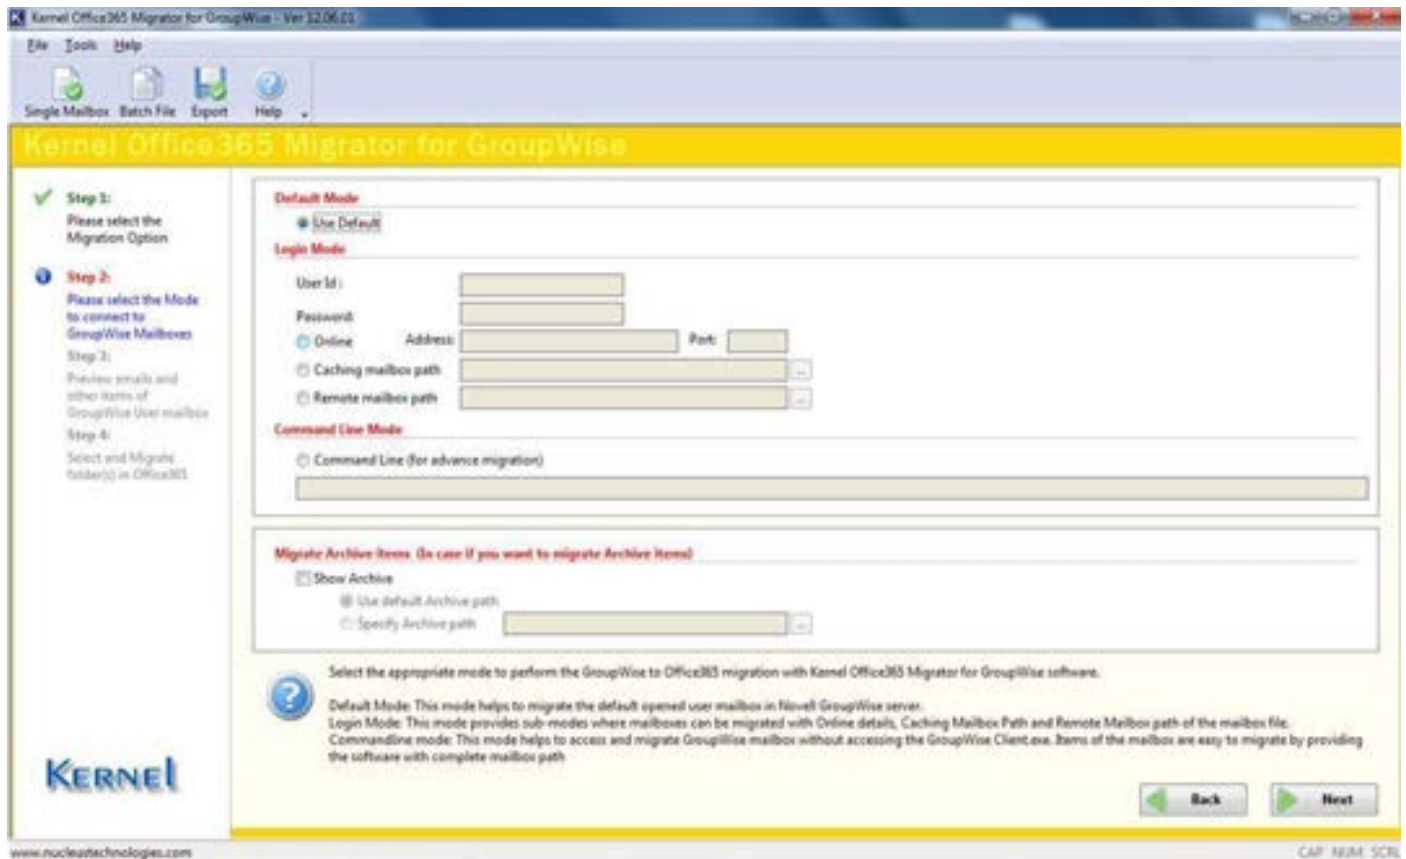 Kernel Office365 Migrator for GroupWise - Ver 12.06.01
File Tools Help
Single Mailbox Batch File Export Help
Kernel Office365 Migrator for GroupWise
Step 1:
Please select the
Migration Option
Step 2:
Please select the Mode
to connect to
GroupWise Mailboxes
Step 3:
Preview emails and
other items of
GroupWise User mailbox
Step 4:
Select and Migrate
folder(s) in Office365
KERNEL
Default Mode
Use Default
Login Mode
User Id :
Password:
Online Address: Port:
Caching mailbox path ...
Remote mailbox path ...
Command Line Mode
Command Line (for advance migration)
Migrate Archive Items (In case if you want to migrate Archive Items)
Show Archive
Use default Archive path
Specify Archive path ...
Select the appropriate mode to perform the GroupWise to Office365 migration with Kernel Office365 Migrator for GroupWise software.
Default Mode: This mode helps to migrate the default opened user mailbox in Novell GroupWise server.
Login Mode: This mode provides sub-modes where mailboxes can be migrated with Online details, Caching Mailbox Path and Remote Mailbox path of the mailbox file.
Commandline mode: This mode helps to access and migrate GroupWise mailbox without accessing the GroupWise Client.exe. Items of the mailbox are easy to migrate by providing
the software with complete mailbox path
Back Next
www.nucleustechnologies.com
CAP NUM SCRL